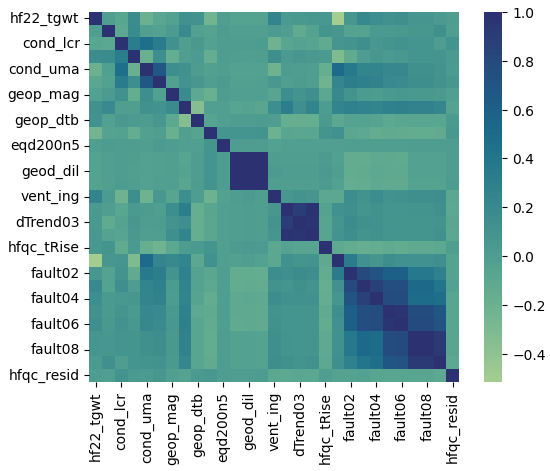 hf22_tgwt
cond_lcr
cond_uma
geop_mag
geop_dtb
eqd200n5
geod_dil
vent_ing
dTrend03
hfqc_tRise
fault02
fault04
fault06
fault08
hfqc_resid
hf22_tgwt
cond_lcr
cond_uma
geop_mag
geop_dtb
eqd200n5
geod_dil
vent_ing
dTrend03
hfqc_tRise
fault02
fault04
fault06
fault08
hfqc_resid
1.0
0.8
0.6
0.4
0.2
0.0
−0.2
−0.4